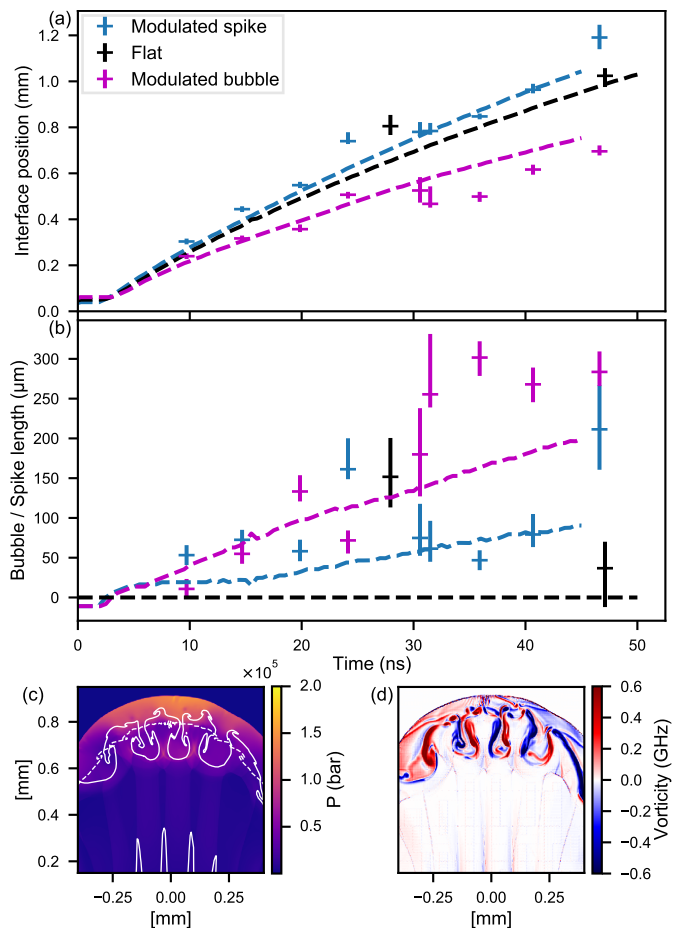 (a)
Modulated spike
Flat
Modulated bubble
Interface position (mm)
1.2
1.0
0.8
0.6
0.4
0.2
0.0
(b)
Bubble / Spike length (µm)
300
250
200
150
100
50
0
0 10 20 30 40 50
Time (ns)
(c)
×10⁵
[mm]
0.8
0.6
0.4
0.2
−0.25 0.00 0.25
[mm]
2.0
1.5
1.0
0.5
P (bar)
(d)
−0.25 0.00 0.25
[mm]
0.6
0.4
0.2
0.0
−0.2
−0.4
−0.6
Vorticity (GHz)